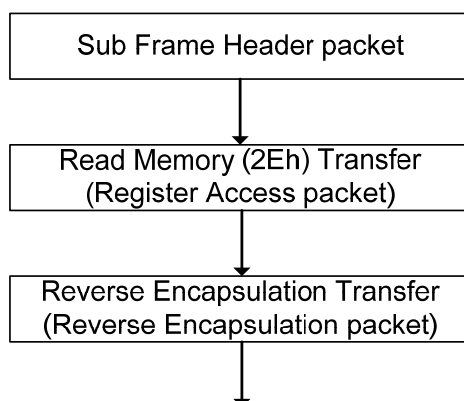 Sub Frame Header packet
Read Memory (2Eh) Transfer
(Register Access packet)
Reverse Encapsulation Transfer
(Reverse Encapsulation packet)